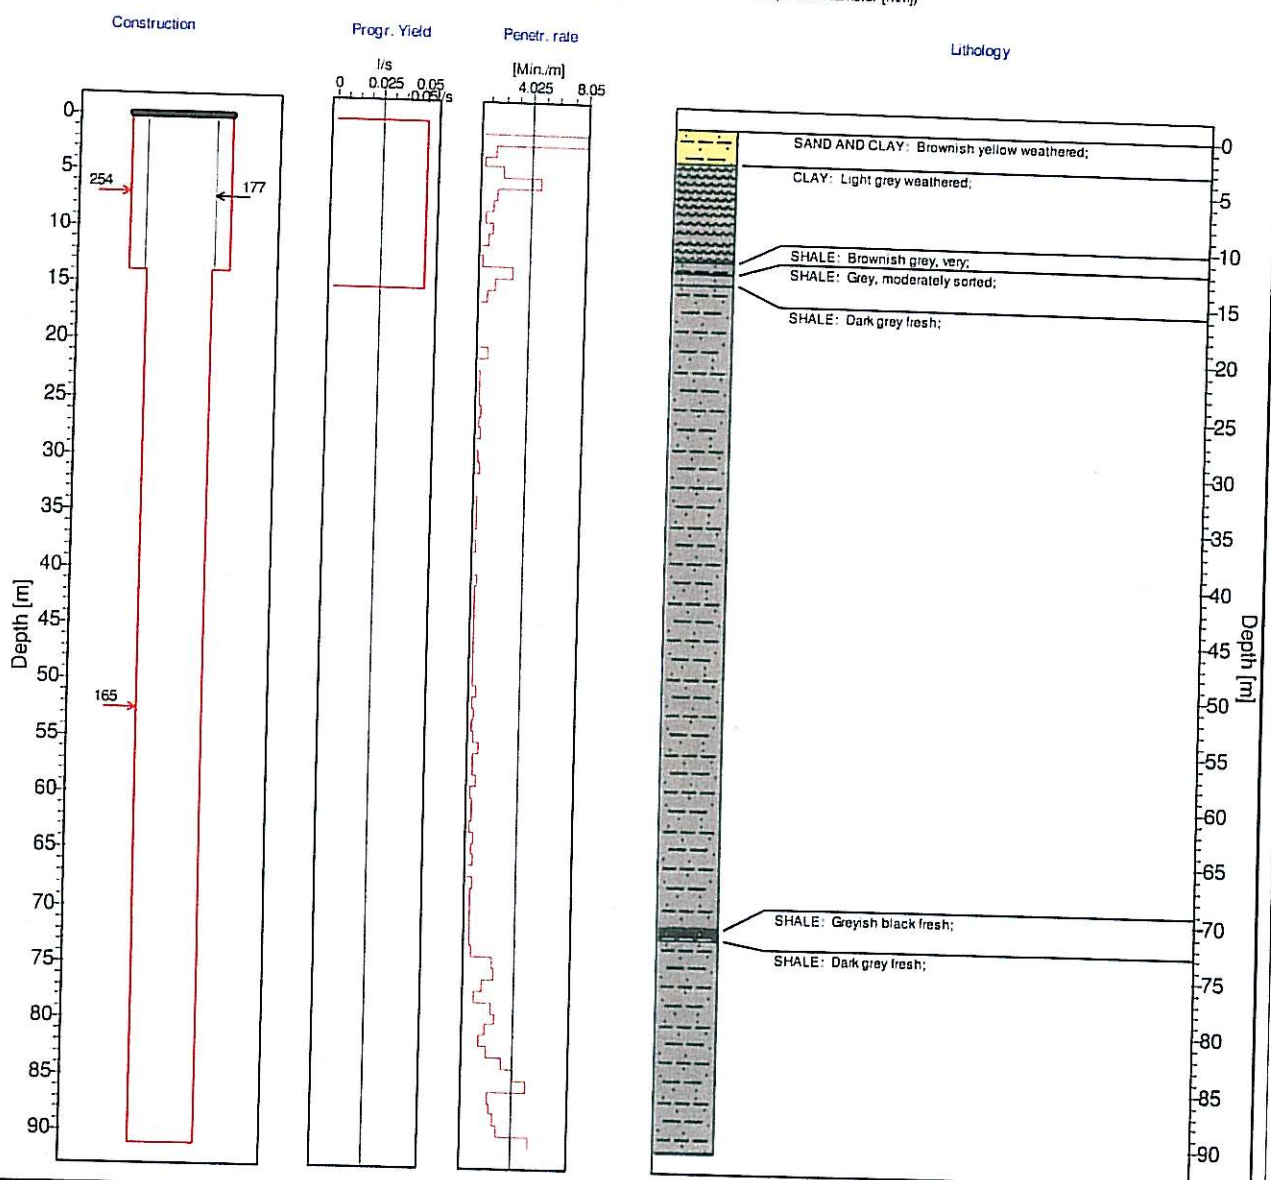 Construction
Progr. Yield
Penetr. rate
Lithology
l/s
0 0.025 0.05
0.05l/s
[Min./m]
4.025 8.05
Depth [m]
0
5
10
15
20
25
30
35
40
45
50
55
60
65
70
75
80
85
90
254
177
165
SAND AND CLAY: Brownish yellow weathered;
CLAY: Light grey weathered;
SHALE: Brownish grey, very;
SHALE: Grey, moderately sorted;
SHALE: Dark grey fresh;
SHALE: Greyish black fresh;
SHALE: Dark grey fresh;
0
5
10
15
20
25
30
35
40
45
50
55
60
65
70
75
80
85
90
Depth [m]